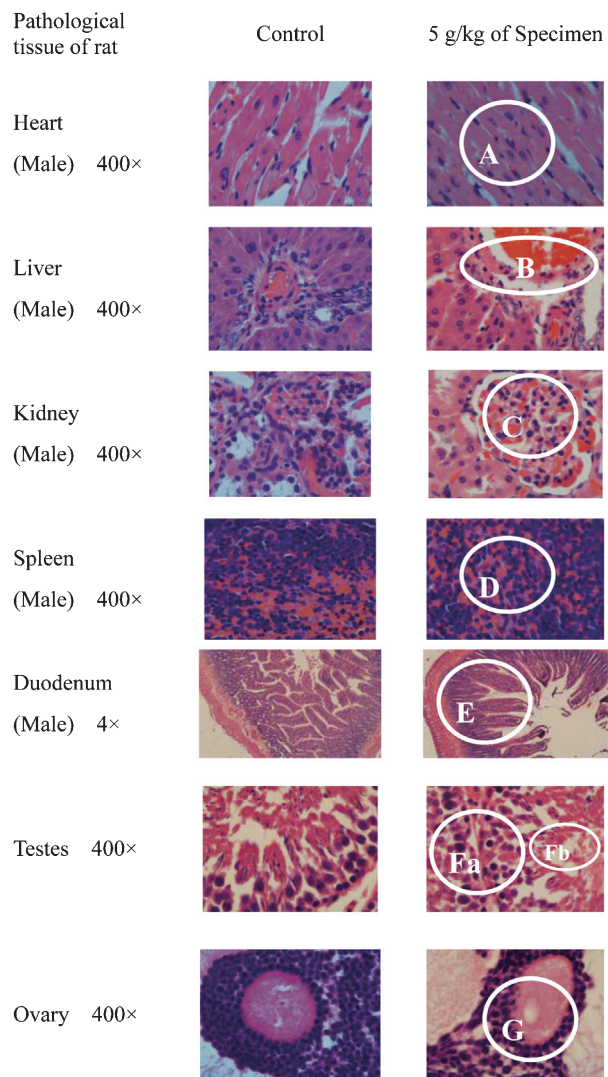 Pathological
tissue of rat
Control
5 g/kg of Specimen
Heart
(Male) 400×
A
Liver
(Male) 400×
B
Kidney
(Male) 400×
C
Spleen
(Male) 400×
D
Duodenum
(Male) 4×
E
Testes 400×
Fa
Fb
Ovary 400×
G